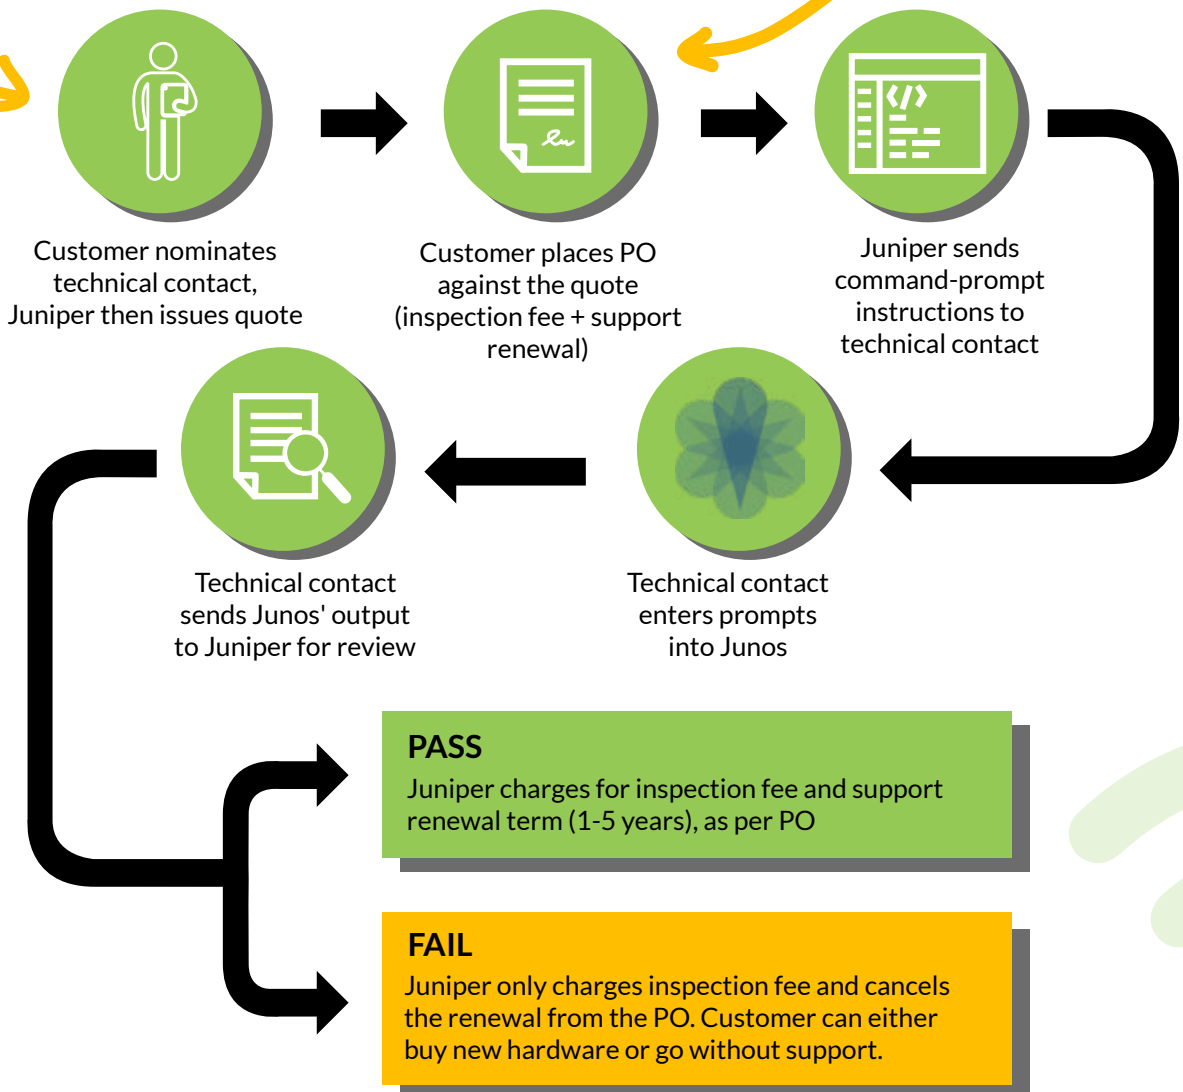 Customer nominates
technical contact,
Juniper then issues quote
Customer places PO
against the quote
(inspection fee + support
renewal)
Juniper sends
command-prompt
instructions to
technical contact
Technical contact
enters prompts
into Junos
Technical contact
sends Junos' output
to Juniper for review
PASS
Juniper charges for inspection fee and support
renewal term (1-5 years), as per PO
FAIL
Juniper only charges inspection fee and cancels
the renewal from the PO. Customer can either
buy new hardware or go without support.